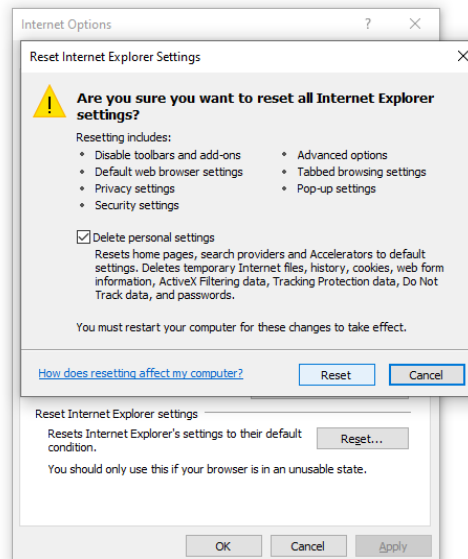 Internet Options ?
Reset Internet Explorer Settings
Are you sure you want to reset all Internet Explorer
settings?
Resetting includes:
• Disable toolbars and add-ons
• Default web browser settings
• Privacy settings
• Security settings
• Advanced options
• Tabbed browsing settings
• Pop-up settings
Delete personal settings
Resets home pages, search providers and Accelerators to default
settings. Deletes temporary Internet files, history, cookies, web form
information, ActiveX Filtering data, Tracking Protection data, Do Not
Track data, and passwords.
You must restart your computer for these changes to take effect.
How does resetting affect my computer? Reset Cancel
Reset Internet Explorer settings
Resets Internet Explorer's settings to their default
condition.
Reset...
You should only use this if your browser is in an unusable state.
OK Cancel Apply